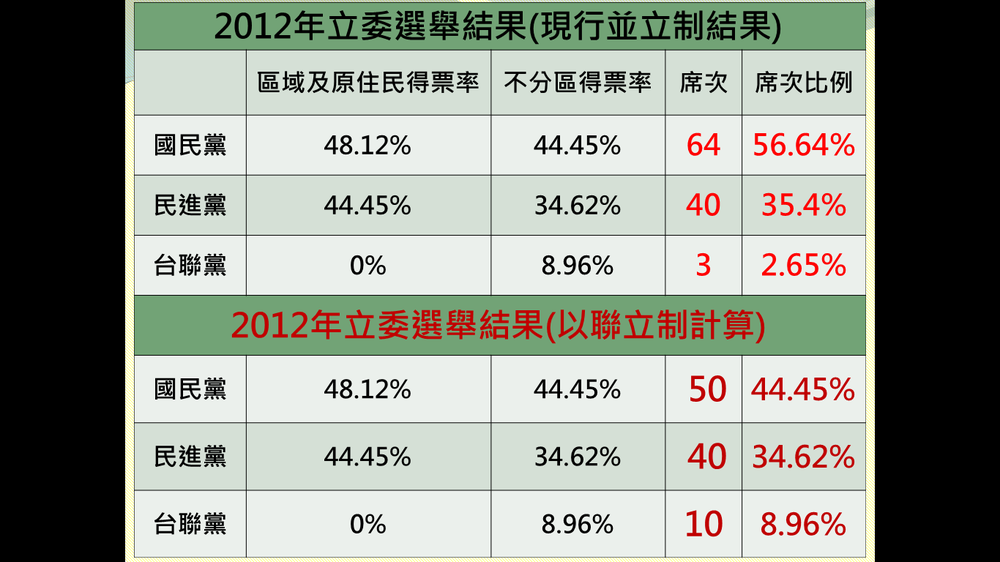 2012年立委選舉結果(現行並立制結果)
區域及原住民得票率 不分區得票率 席次 席次比例
國民黨 48.12% 44.45% 64 56.64%
民進黨 44.45% 34.62% 40 35.4%
台聯黨 0% 8.96% 3 2.65%
2012年立委選舉結果(以聯立制計算)
國民黨 48.12% 44.45% 50 44.45%
民進黨 44.45% 34.62% 40 34.62%
台聯黨 0% 8.96% 10 8.96%